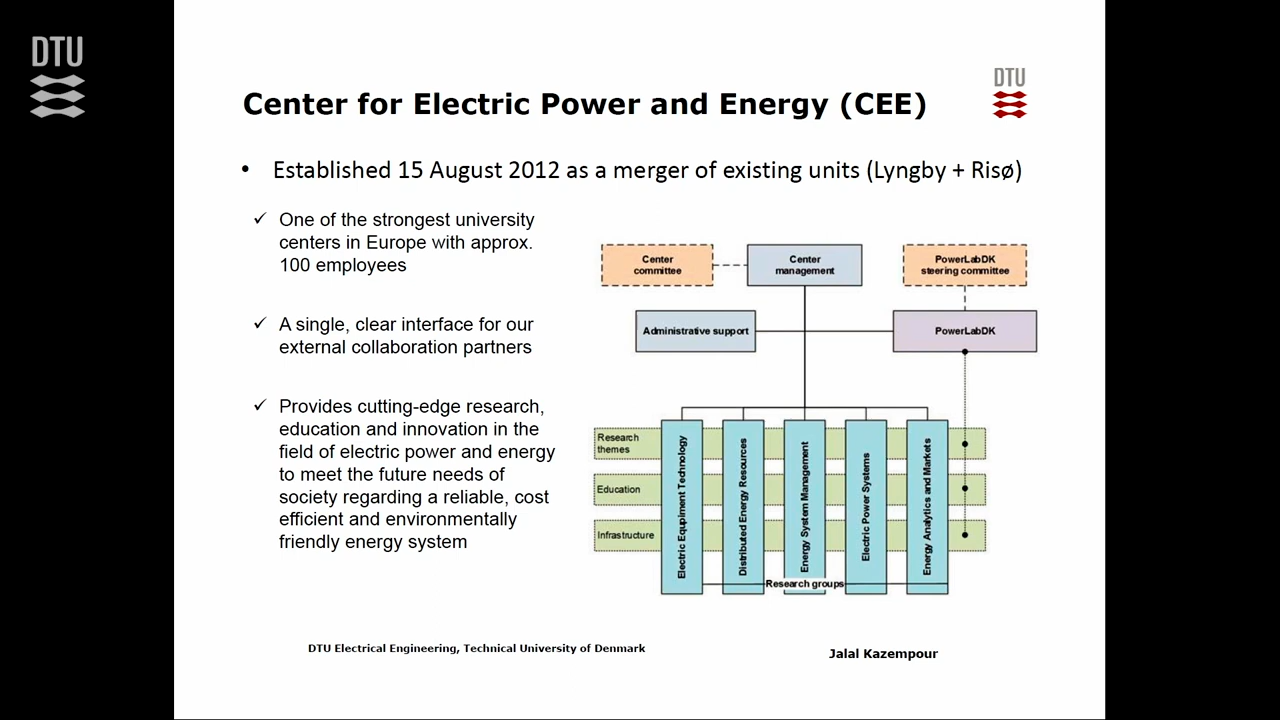 DTU
DTU
Center for Electric Power and Energy (CEE)
• Established 15 August 2012 as a merger of existing units (Lyngby + Risø)
✓ One of the strongest university
centers in Europe with approx.
100 employees
✓ A single, clear interface for our
external collaboration partners
✓ Provides cutting-edge research,
education and innovation in the
field of electric power and energy
to meet the future needs of
society regarding a reliable, cost
efficient and environmentally
friendly energy system
Center
committee
Center
management
PowerLabDK
steering committee
Administrative support
PowerLabDK
Research
themes
Education
Infrastructure
Electric Equpiment Technology
Distributed Energy Resources
Energy System Management
Electric Power Systems
Energy Analytics and Markets
Research groups
DTU Electrical Engineering, Technical University of Denmark
Jalal Kazempour